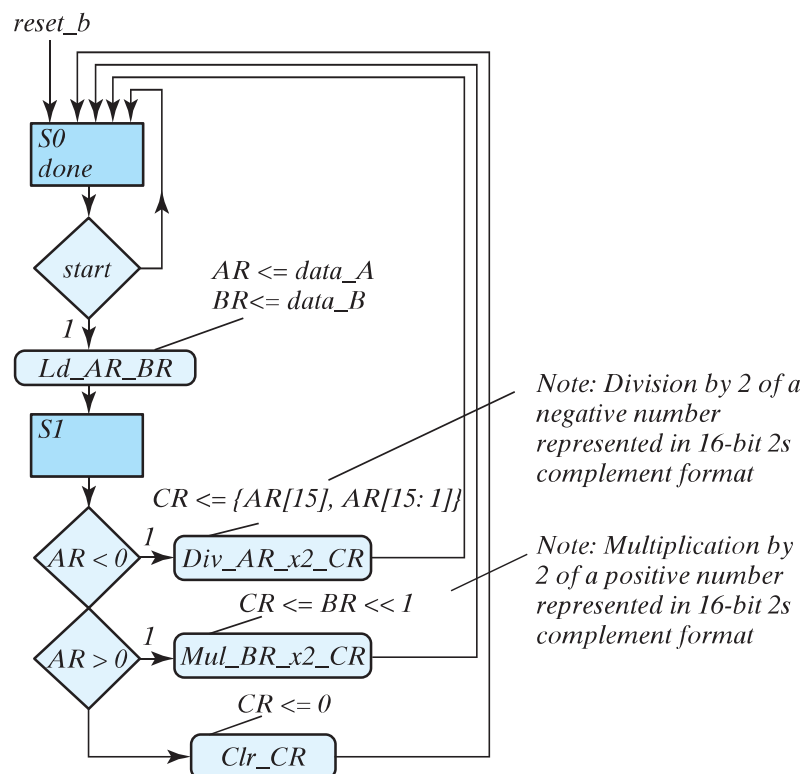 reset_b
S0
done
start
AR <= data_A
BR<= data_B
1
Ld_AR_BR
S1
Note: Division by 2 of a
negative number
represented in 16-bit 2s
complement format
CR <= {AR[15], AR[15: 1]}
AR < 0
1
Div_AR_x2_CR
Note: Multiplication by
2 of a positive number
represented in 16-bit 2s
complement format
CR <= BR << 1
AR > 0
1
Mul_BR_x2_CR
CR <= 0
Clr_CR